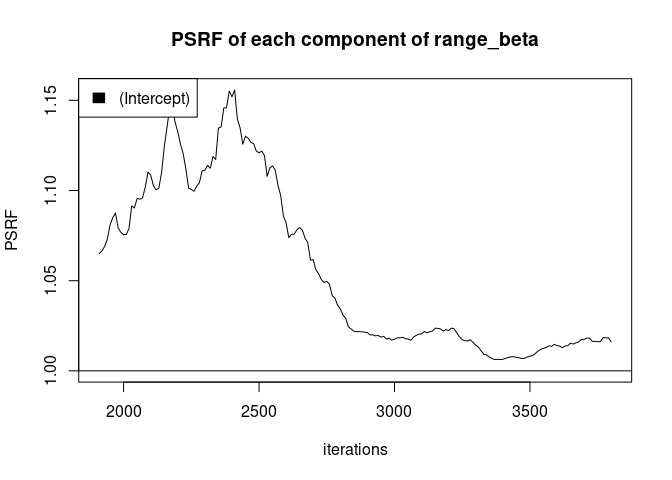 PSRF of each component of range_beta
(Intercept)
PSRF
1.15
1.10
1.05
1.00
2000 2500 3000 3500
iterations